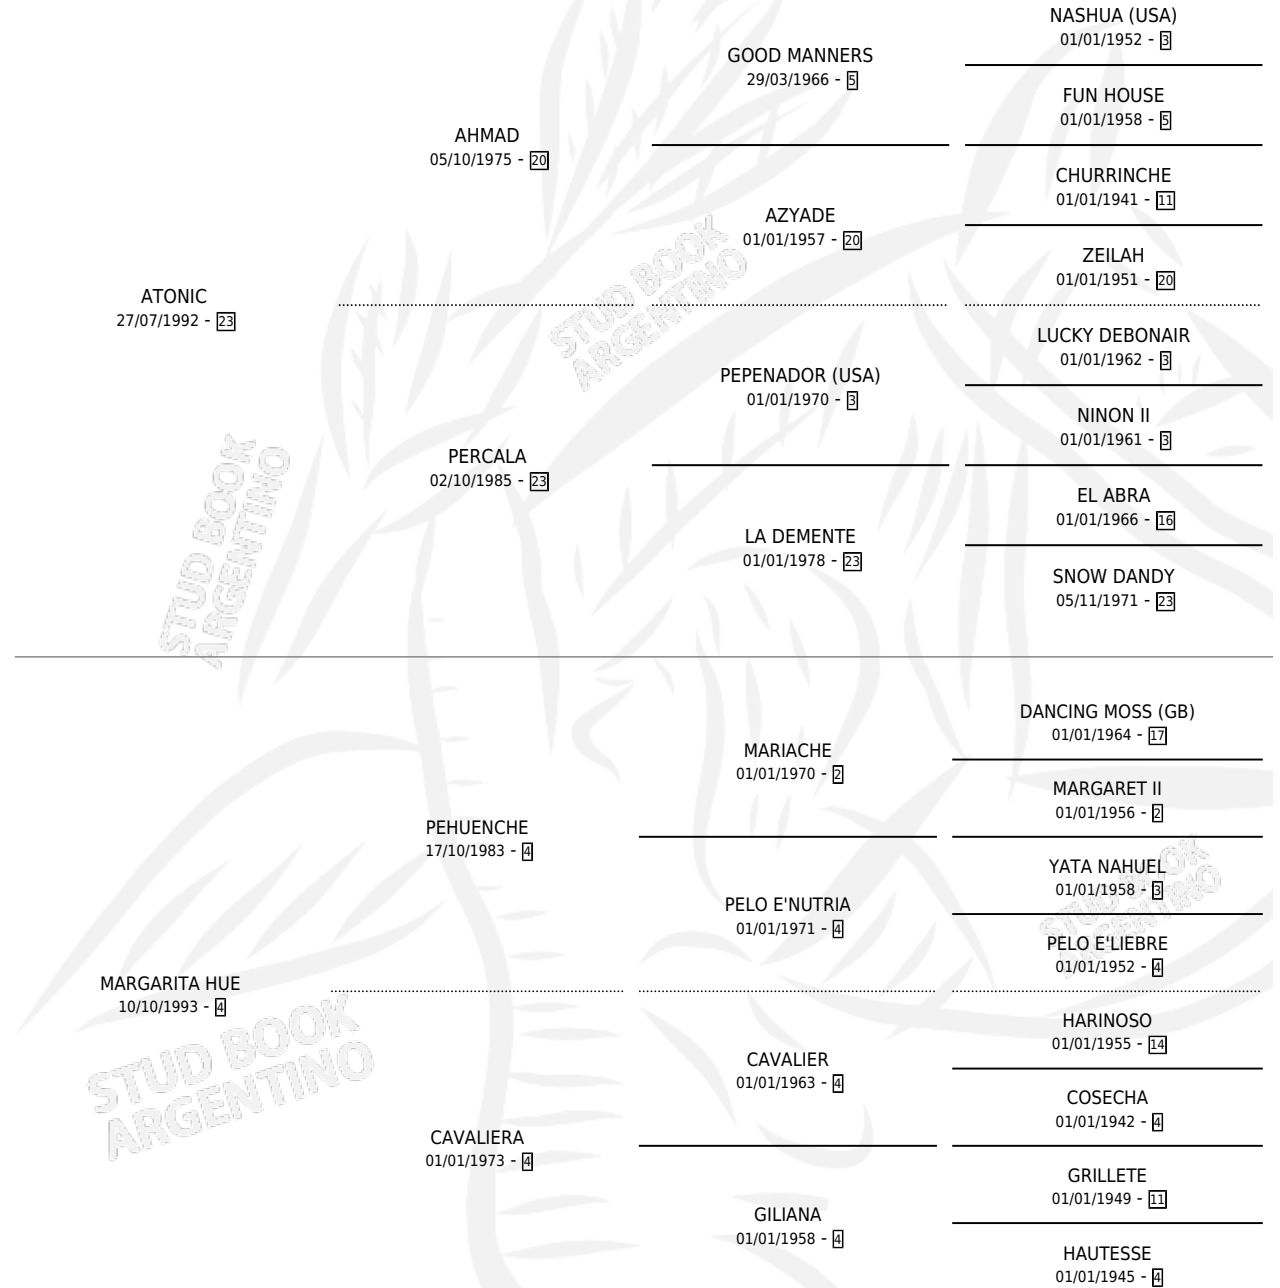 NASHUA (USA)
01/01/1952 - 3
GOOD MANNERS
29/03/1966 - 5
FUN HOUSE
01/01/1958 - 5
AHMAD
05/10/1975 - 20
CHURRINCHE
01/01/1941 - 11
AZYADE
01/01/1957 - 20
ZEILAH
01/01/1951 - 20
ATONIC
27/07/1992 - 23
STUD BOOK
ARGENTINO
LUCKY DEBONAIR
01/01/1962 - 3
PEPENADOR (USA)
01/01/1970 - 3
NINON II
01/01/1961 - 3
PERCALA
02/10/1985 - 23
EL ABRA
01/01/1966 - 16
LA DEMENTE
01/01/1978 - 23
SNOW DANDY
05/11/1971 - 23
STUD BOOK
ARGENTINO
DANCING MOSS (GB)
01/01/1964 - 17
MARIACHE
01/01/1970 - 2
MARGARET II
01/01/1956 - 2
PEHUENCHE
17/10/1983 - 4
YATA NAHUEL
01/01/1958 - 3
PELO E'NUTRIA
01/01/1971 - 4
PELO E'LIEBRE
01/01/1952 - 4
STUD BOOK
ARGENTINO
MARGARITA HUE
10/10/1993 - 4
HARINOSO
01/01/1955 - 14
CAVALIER
01/01/1963 - 4
COSECHA
01/01/1942 - 4
STUD BOOK
ARGENTINO
CAVALIERA
01/01/1973 - 4
GRILLETE
01/01/1949 - 11
GILIANA
01/01/1958 - 4
HAUTESSE
01/01/1945 - 4